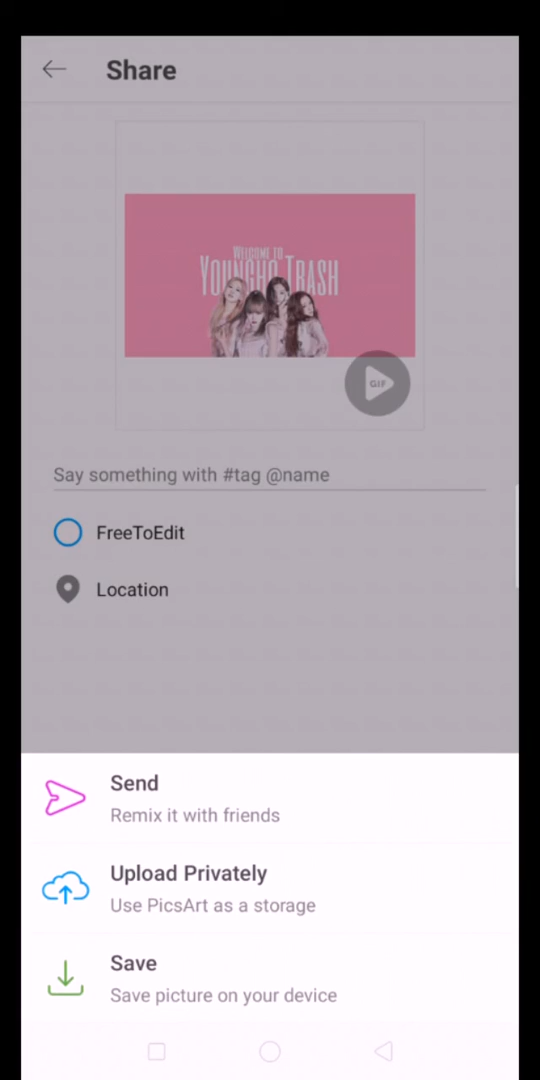 Share
WELCOME TO
YOUNGHO TRASH
GIF
Say something with #tag @name
FreeToEdit
Location
Send
Remix it with friends
Upload Privately
Use PicsArt as a storage
Save
Save picture on your device